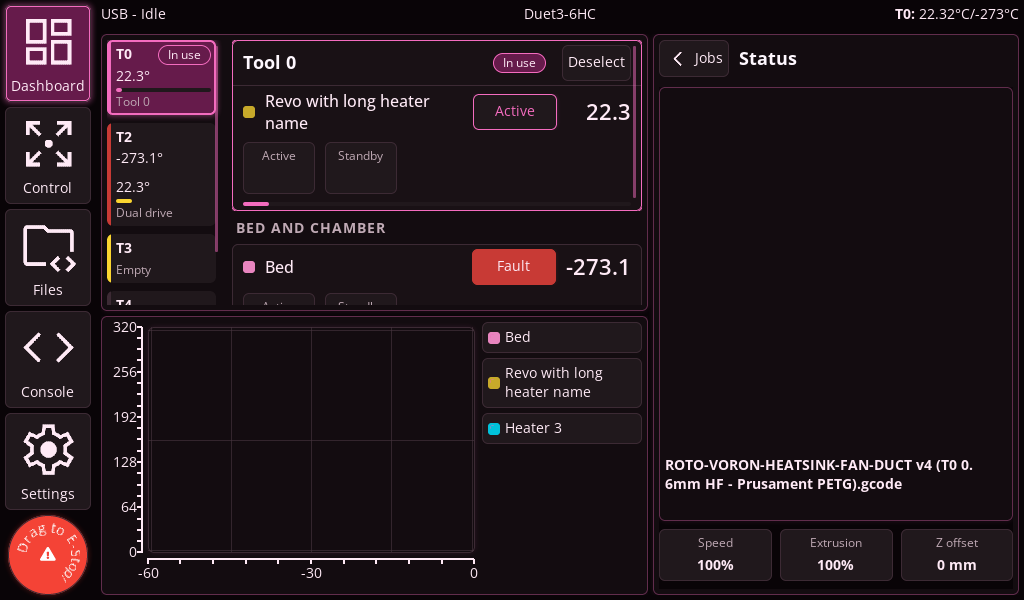 USB - Idle
Duet3-6HC
T0: 22.32°C/-273°C
Dashboard
Control
Files
Console
Settings
Drag to E-Stop!
T0
In use
22.3°
Tool 0
T2
-273.1°
22.3°
Dual drive
T3
Empty
T4
Tool 0
In use
Deselect
Revo with long heater
name
Active
22.3
Active
Standby
BED AND CHAMBER
Bed
Fault
-273.1
320
256
192
128
64
0
-60
-30
0
Bed
Revo with long
heater name
Heater 3
Jobs
Status
ROTO-VORON-HEATSINK-FAN-DUCT v4 (T0 0.
6mm HF - Prusament PETG).gcode
Speed
100%
Extrusion
100%
Z offset
0 mm